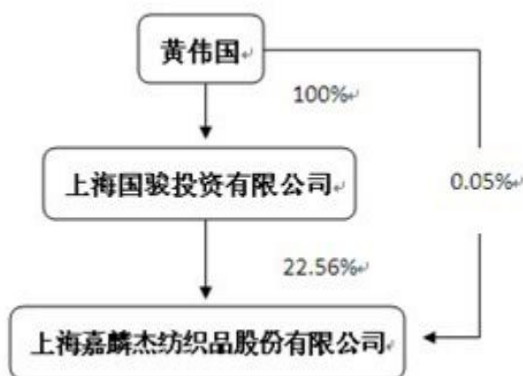 黄伟国
100%
上海国骏投资有限公司
0.05%
22.56%
上海嘉麟杰纺织品股份有限公司